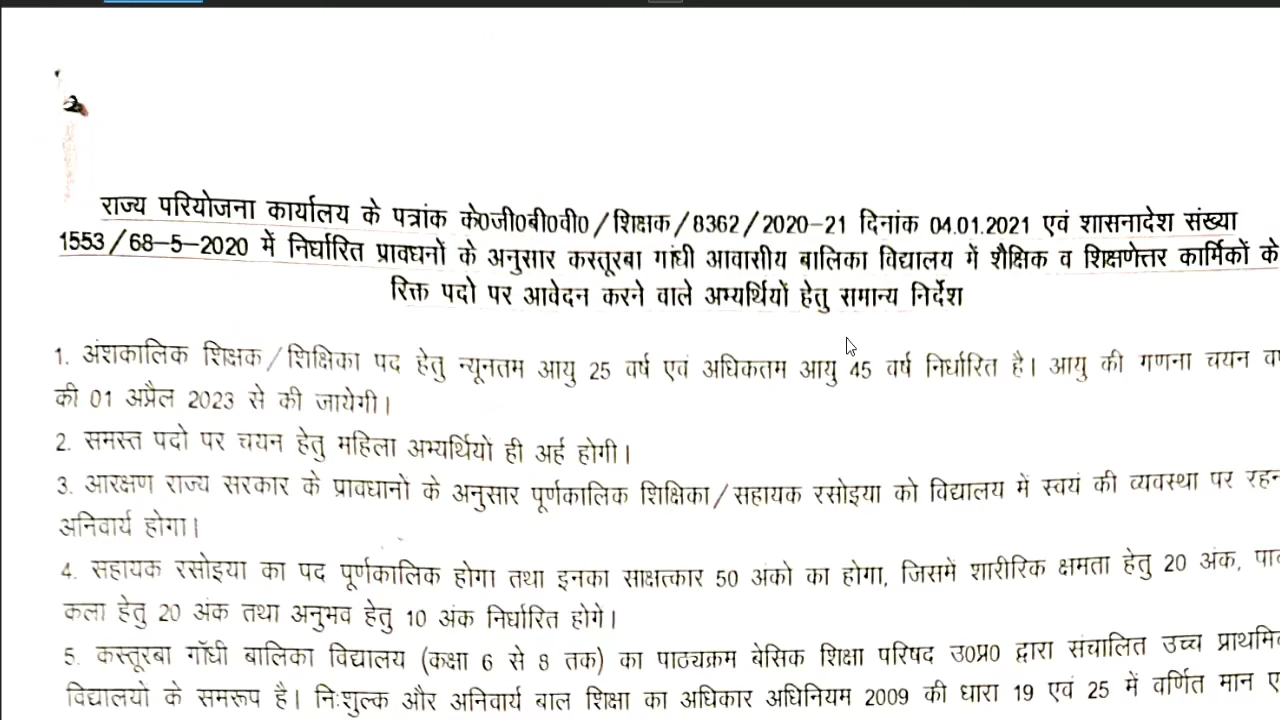 राज्य परियोजना कार्यालय के पत्रांक के0जी0बी0वी0/शिक्षक/8362/2020-21 दिनांक 04.01.2021 एवं शासनादेश संख्या
1553/68-5-2020 में निर्धारित प्रावधनों के अनुसार कस्तूरबा गांधी आवासीय बालिका विद्यालय में शैक्षिक व शिक्षणेत्तर कार्मिकों के
रिक्त पदो पर आवेदन करने वाले अभ्यर्थियों हेतु सामान्य निर्देश
1. अंशकालिक शिक्षक/शिक्षिका पद हेतु न्यूनतम आयु 25 वर्ष एवं अधिकतम आयु 45 वर्ष निर्धारित है। आयु की गणना चयन
की 01 अप्रैल 2023 से की जायेगी।
2. समस्त पदो पर चयन हेतु महिला अभ्यर्थियो ही अर्ह होगी।
3. आरक्षण राज्य सरकार के प्रावधानो के अनुसार पूर्णकालिक शिक्षिका/सहायक रसोइया को विद्यालय में स्वयं की व्यवस्था पर
अनिवार्य होगा।
4. सहायक रसोइया का पद पूर्णकालिक होगा तथा इनका साक्षत्कार 50 अंको का होगा, जिसमें शारीरिक क्षमता हेतु 20 अंक,
कला हेतु 20 अंक तथा अनुभव हेतु 10 अंक निर्धारित होगे।
5. कस्तूरबा गॉधी बालिका विद्यालय (कक्षा 6 से 8 तक) का पाठ्यक्रम बेसिक शिक्षा परिषद उ0प्र0 द्वारा संचालित उच्च
विद्यालयो के समरूप है। निःशुल्क और अनिवार्य बाल शिक्षा का अधिकार अधिनियम 2009 की धारा 19 एवं 25 में वर्णित मान